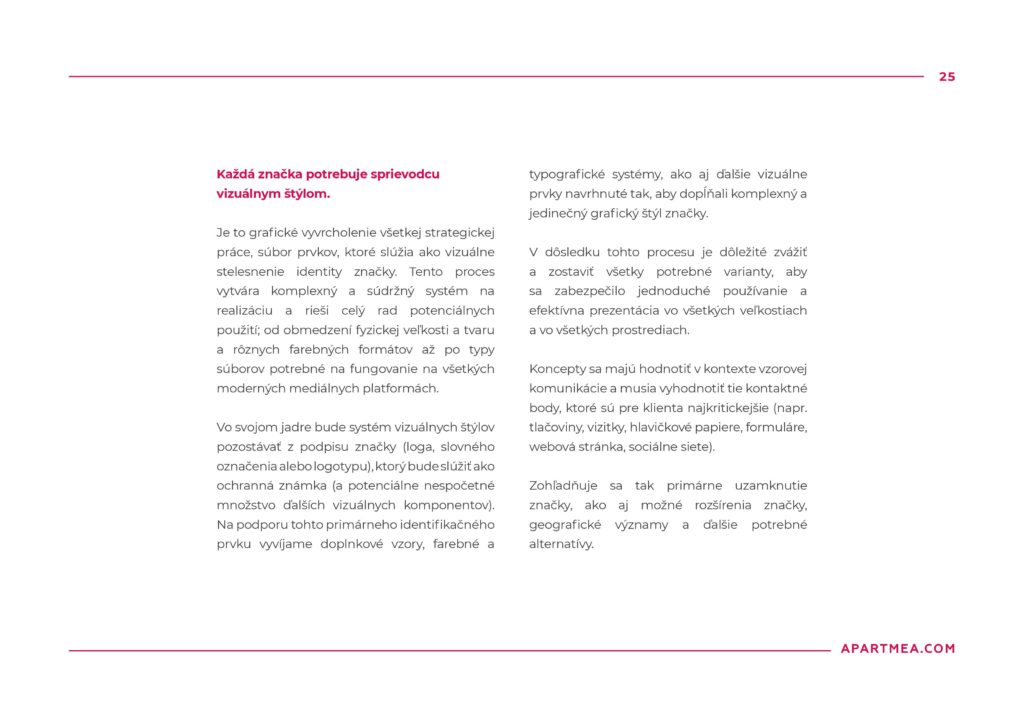 25
Každá značka potrebuje sprievodcu
vizuálnym štýlom.
Je to grafické vyvrcholenie všetkej strategickej
práce, súbor prvkov, ktoré slúžia ako vizuálne
stelesnenie identity značky. Tento proces
vytvára komplexný a súdržný systém na
realizáciu a rieši celý rad potenciálnych
použití; od obmedzení fyzickej veľkosti a tvaru
a rôznych farebných formátov až po typy
súborov potrebné na fungovanie na všetkých
moderných mediálnych platformách.
Vo svojom jadre bude systém vizuálnych štýlov
pozostávať z podpisu značky (loga, slovného
označenia alebo logotypu), ktorý bude slúžiť ako
ochranná známka (a potenciálne nespočetné
množstvo ďalších vizuálnych komponentov).
Na podporu tohto primárneho identifikačného
prvku vyvíjame doplnkové vzory, farebné a
typografické systémy, ako aj ďalšie vizuálne
prvky navrhnuté tak, aby dopĺňali komplexný a
jedinečný grafický štýl značky.
V dôsledku tohto procesu je dôležité zvážiť
a zostaviť všetky potrebné varianty, aby
sa zabezpečilo jednoduché používanie a
efektívna prezentácia vo všetkých veľkostiach
a vo všetkých prostrediach.
Koncepty sa majú hodnotiť v kontexte vzorovej
komunikácie a musia vyhodnotiť tie kontaktné
body, ktoré sú pre klienta najkritickejšie (napr.
tlačoviny, vizitky, hlavičkové papiere, formuláre,
webová stránka, sociálne siete).
Zohľadňuje sa tak primárne uzamknutie
značky, ako aj možné rozšírenia značky,
geografické významy a ďalšie potrebné
alternatívy.
APARTMEA.COM